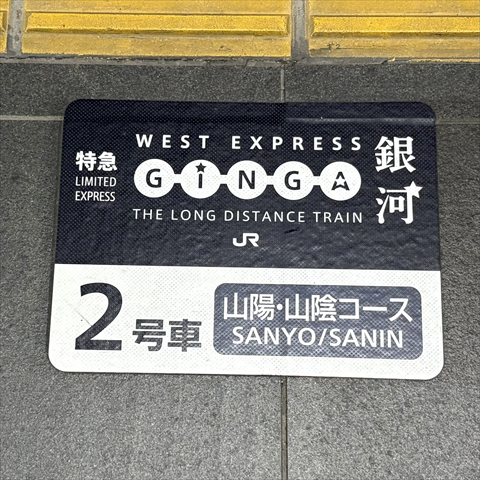 WEST EXPRESS
特急
LIMITED
EXPRESS
GiNGA
銀河
THE LONG DISTANCE TRAIN
JR
2号車
山陽・山陰コース
SANYO/SANIN